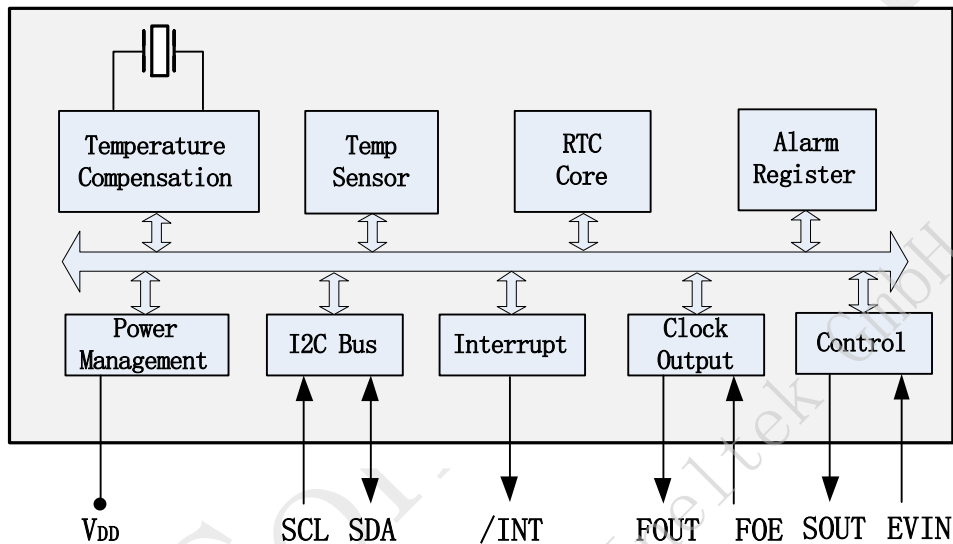 Temperature
Compensation
Temp
Sensor
RTC
Core
Alarm
Register
Power
Management
I2C Bus
Interrupt
Clock
Output
Control
VDD
SCL
SDA
/INT
FOUT
FOE
SOUT
EVIN
GmbH